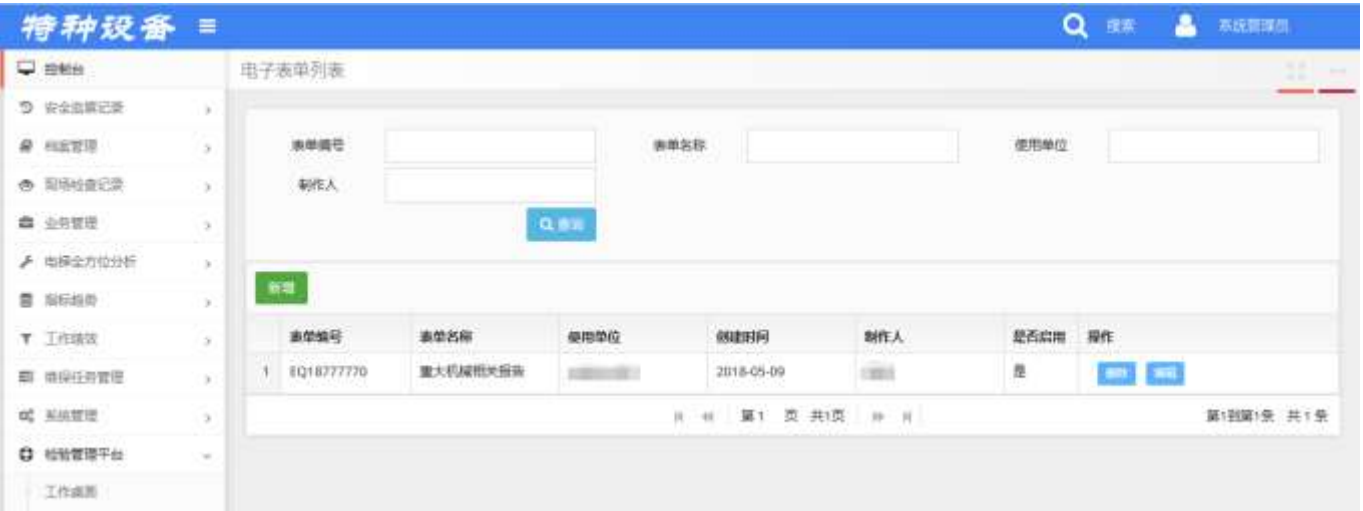 特种设备
搜索 系统管理员
控制台
电子表单列表
安全监察记录
档案管理
表单编号 表单名称 使用单位
现场检查记录
制作人
业务管理
查询
电梯全方位分析
新增
指标趋势
工作绩效
表单编号 表单名称 使用单位 创建时间 制作人 是否启用 操作
1 EQ18777770 重大机械相关报告 2018-05-09 是 删除 编辑
维保任务管理
系统管理
第1 页 共1页 第1到第1条 共1条
检验管理平台
工作桌面